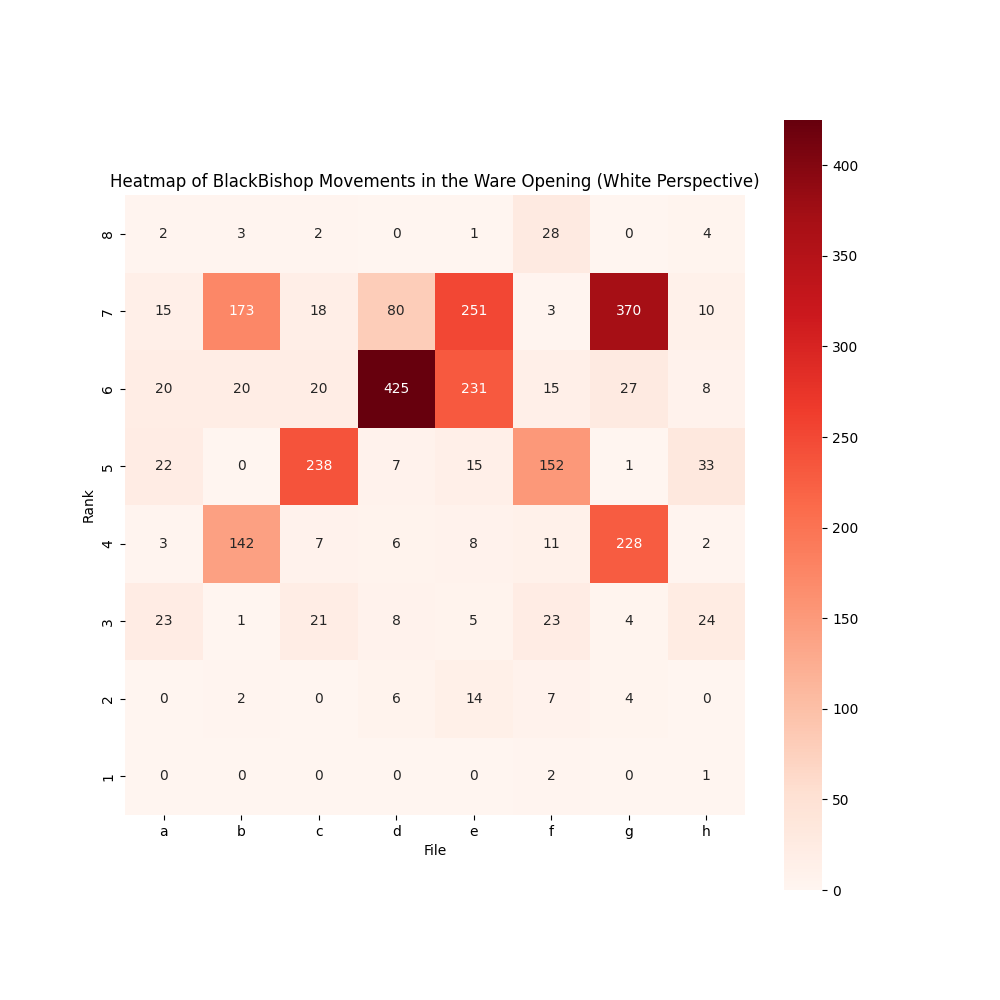 Heatmap of BlackBishop Movements in the Ware Opening (White Perspective)
8 2 3 2 0 1 28 0 4
7 15 173 18 80 251 3 370 10
6 20 20 20 425 231 15 27 8
5 22 0 238 7 15 152 1 33
4 3 142 7 6 8 11 228 2
3 23 1 21 8 5 23 4 24
2 0 2 0 6 14 7 4 0
1 0 0 0 0 0 2 0 1
a b c d e f g h
File
Rank
400
350
300
250
200
150
100
50
0